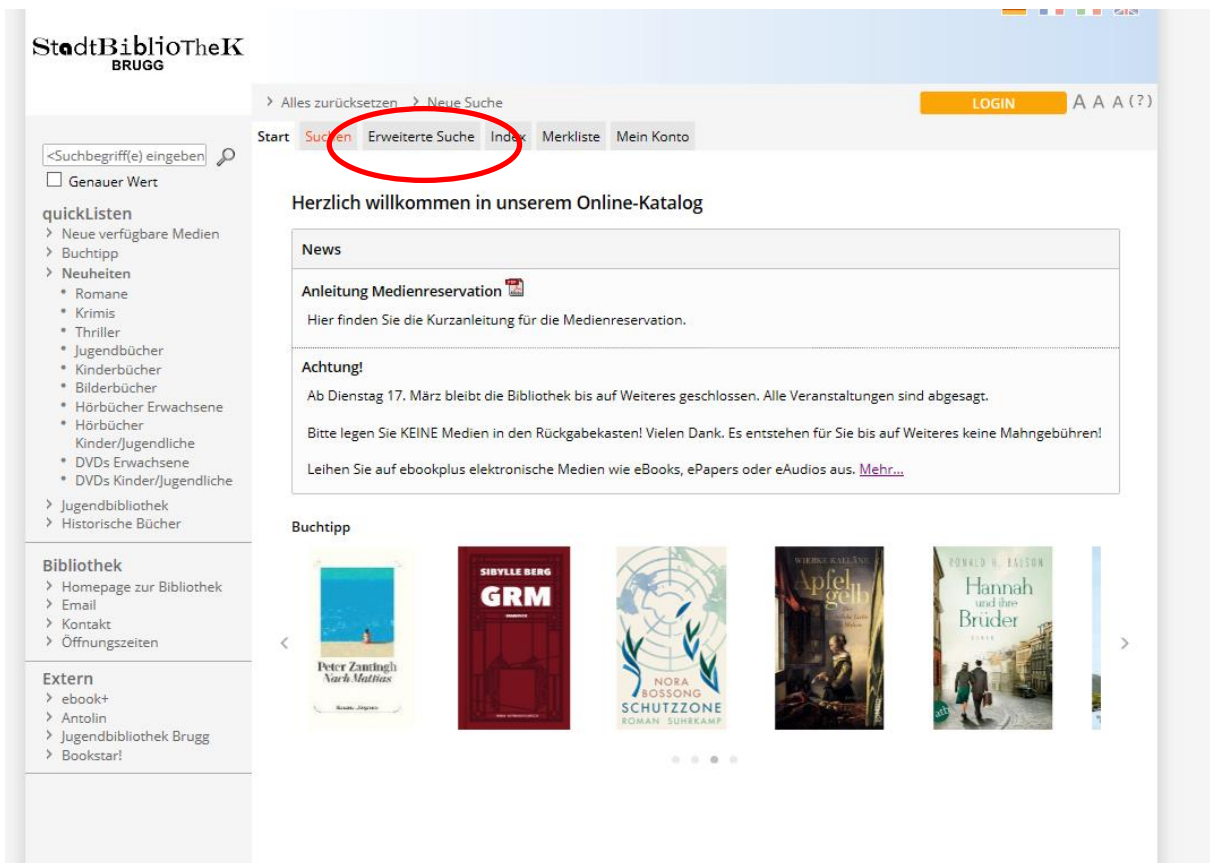 StadtBiblioTheK
BRUGG
> Alles zurücksetzen > Neue Suche
LOGIN
A A A (?)
Start Suchen Erweiterte Suche Index Merkliste Mein Konto
<Suchbegriff(e) eingeben
Genauer Wert
quickListen
> Neue verfügbare Medien
> Buchtipp
> Neuheiten
• Romane
• Krimis
• Thriller
• Jugendbücher
• Kinderbücher
• Bilderbücher
• Hörbücher Erwachsene
• Hörbücher
Kinder/Jugendliche
• DVDs Erwachsene
• DVDs Kinder/Jugendliche
> Jugendbibliothek
> Historische Bücher
Bibliothek
> Homepage zur Bibliothek
> Email
> Kontakt
> Öffnungszeiten
Extern
> ebook+
> Antolin
> Jugendbibliothek Brugg
> Bookstar!
Herzlich willkommen in unserem Online-Katalog
News
Anleitung Medienreservation
Hier finden Sie die Kurzanleitung für die Medienreservation.
Achtung!
Ab Dienstag 17. März bleibt die Bibliothek bis auf Weiteres geschlossen. Alle Veranstaltungen sind abgesagt.
Bitte legen Sie KEINE Medien in den Rückgabekasten! Vielen Dank. Es entstehen für Sie bis auf Weiteres keine Mahngebühren!
Leihen Sie auf ebookplus elektronische Medien wie eBooks, ePapers oder eAudios aus. Mehr...
Buchtipp
Peter Zantingh
Nach Mattias
SIBYLLE BERG
GRM
NORA
BOSSONG
SCHUTZZONE
ROMAN SUHRKAMP
Apfel
gelb
RONALD H. BALSON
Hannah
und ihre
Brüder
atb